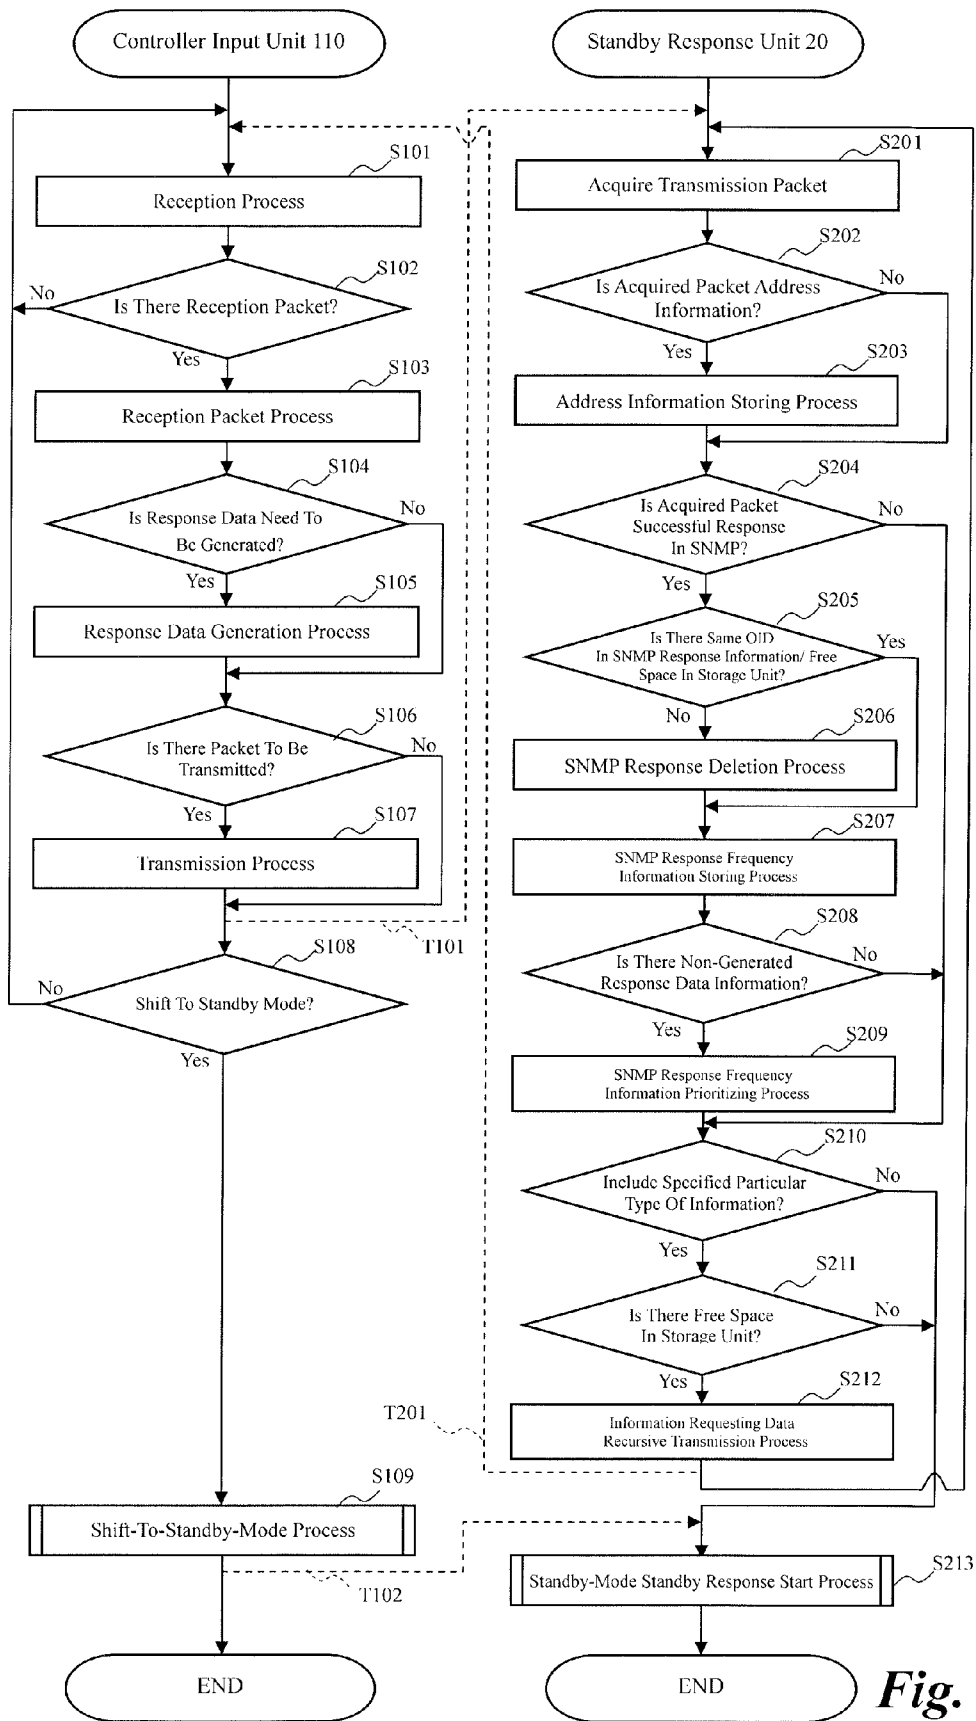 Controller Input Unit 110
S101
Reception Process
S102
Is There Reception Packet?
No
Yes
S103
Reception Packet Process
S104
Is Response Data Need To
Be Generated?
No
Yes
S105
Response Data Generation Process
S106
Is There Packet To Be
Transmitted?
No
Yes
S107
Transmission Process
T101
S108
Shift To Standby Mode?
No
Yes
S109
Shift-To-Standby-Mode Process
T102
END
Standby Response Unit 20
S201
Acquire Transmission Packet
S202
Is Acquired Packet Address
Information?
No
Yes
S203
Address Information Storing Process
S204
Is Acquired Packet
Successful Response
In SNMP?
No
Yes
S205
Is There Same OID
In SNMP Response Information/ Free
Space In Storage Unit?
Yes
No
S206
SNMP Response Deletion Process
S207
SNMP Response Frequency
Information Storing Process
S208
Is There Non-Generated
Response Data Information?
No
Yes
S209
SNMP Response Frequency
Information Prioritizing Process
S210
Include Specified Particular
Type Of Information?
No
Yes
S211
Is There Free Space
In Storage Unit?
No
Yes
S212
Information Requesting Data
Recursive Transmission Process
T201
S213
Standby-Mode Standby Response Start Process
END
Fig.